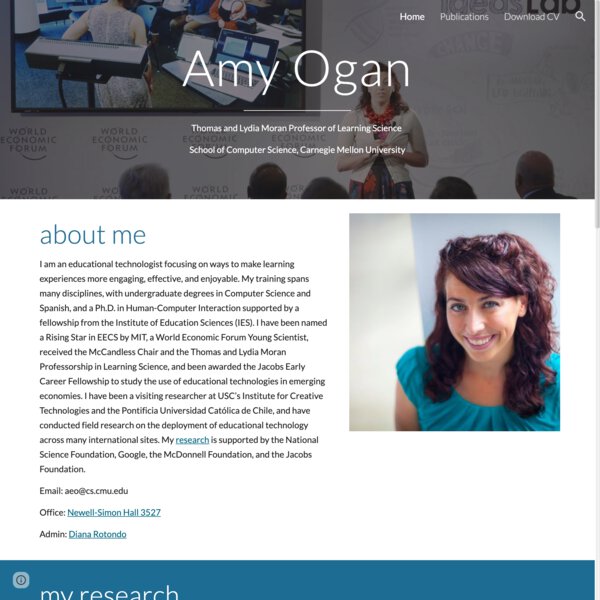 Home Publications Download CV
IdeasLab
Amy Ogan
Thomas and Lydia Moran Professor of Learning Science
School of Computer Science, Carnegie Mellon University
WORLD ECONOMIC FORUM
WORLD ECONOMIC FORUM
WORLD ECONOMIC FORUM
about me
I am an educational technologist focusing on ways to make learning
experiences more engaging, effective, and enjoyable. My training spans
many disciplines, with undergraduate degrees in Computer Science and
Spanish, and a Ph.D. in Human-Computer Interaction supported by a
fellowship from the Institute of Education Sciences (IES). I have been named
a Rising Star in EECS by MIT, a World Economic Forum Young Scientist,
received the McCandless Chair and the Thomas and Lydia Moran
Professorship in Learning Science, and been awarded the Jacobs Early
Career Fellowship to study the use of educational technologies in emerging
economies. I have been a visiting researcher at USC's Institute for Creative
Technologies and the Pontificia Universidad Católica de Chile, and have
conducted field research on the deployment of educational technology
across many international sites. My research is supported by the National
Science Foundation, Google, the McDonnell Foundation, and the Jacobs
Foundation.
Email: aeo@cs.cmu.edu
Office: Newell-Simon Hall 3527
Admin: Diana Rotondo
my research